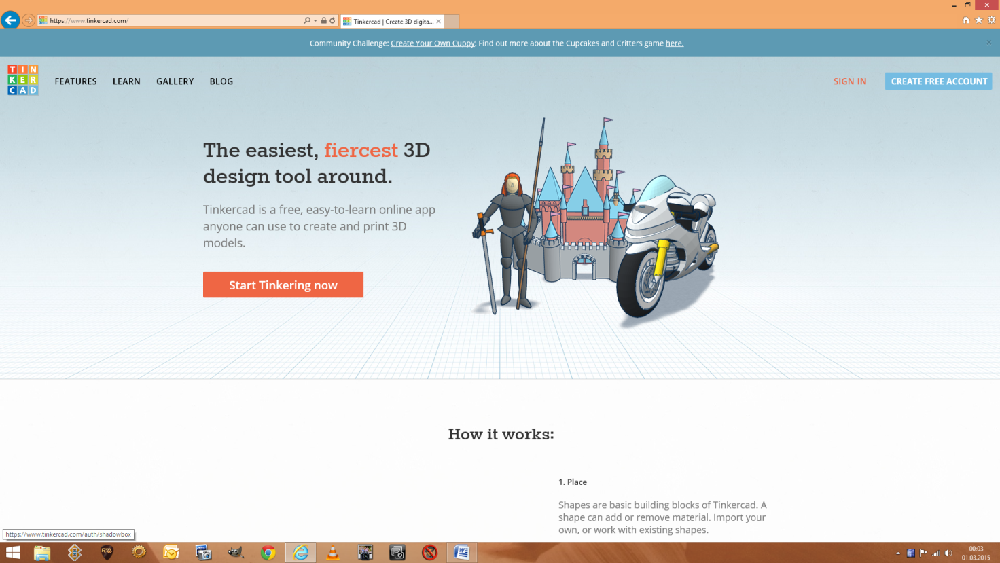 https://www.tinkercad.com/
Tinkercad | Create 3D digita...
Community Challenge: Create Your Own Cuppy! Find out more about the Cupcakes and Critters game here.
TIN
KER
CAD
FEATURES
LEARN
GALLERY
BLOG
SIGN IN
CREATE FREE ACCOUNT
The easiest, fiercest 3D
design tool around.
Tinkercad is a free, easy-to-learn online app
anyone can use to create and print 3D
models.
Start Tinkering now
How it works:
1. Place
Shapes are basic building blocks of Tinkercad. A
shape can add or remove material. Import your
own, or work with existing shapes.
https://www.tinkercad.com/auth/shadowbox
00:03
01.03.2015